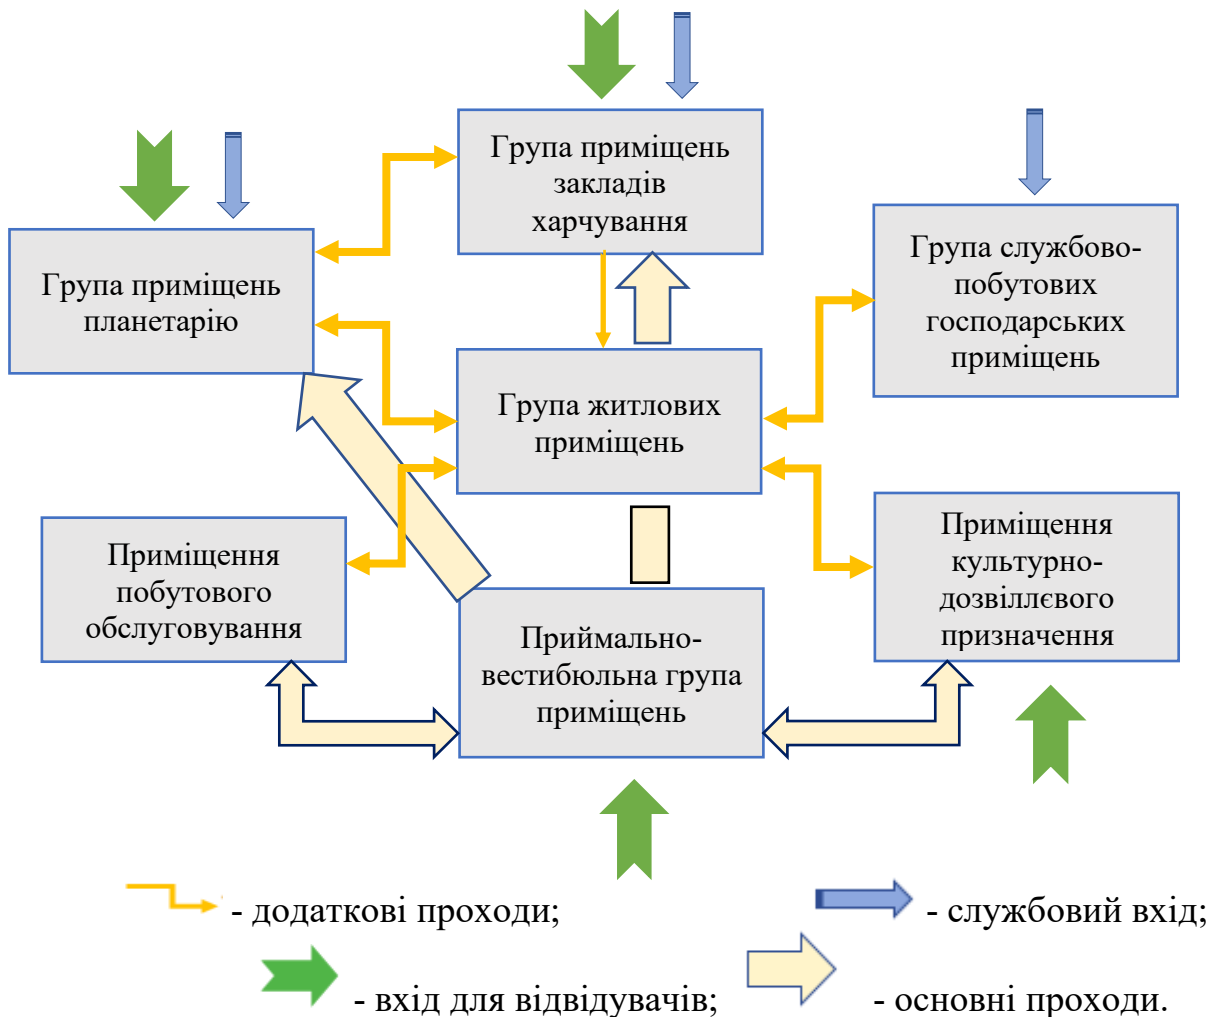 Група приміщень
закладів
харчування
Група приміщень
планетарію
Група службово-
побутових
господарських
приміщень
Група житлових
приміщень
Приміщення
побутового
обслуговування
Приміщення
культурно-
дозвіллєвого
призначення
Приймально-
вестибюльна група
приміщень
- додаткові проходи;
- службовий вхід;
- вхід для відвідувачів;
- основні проходи.